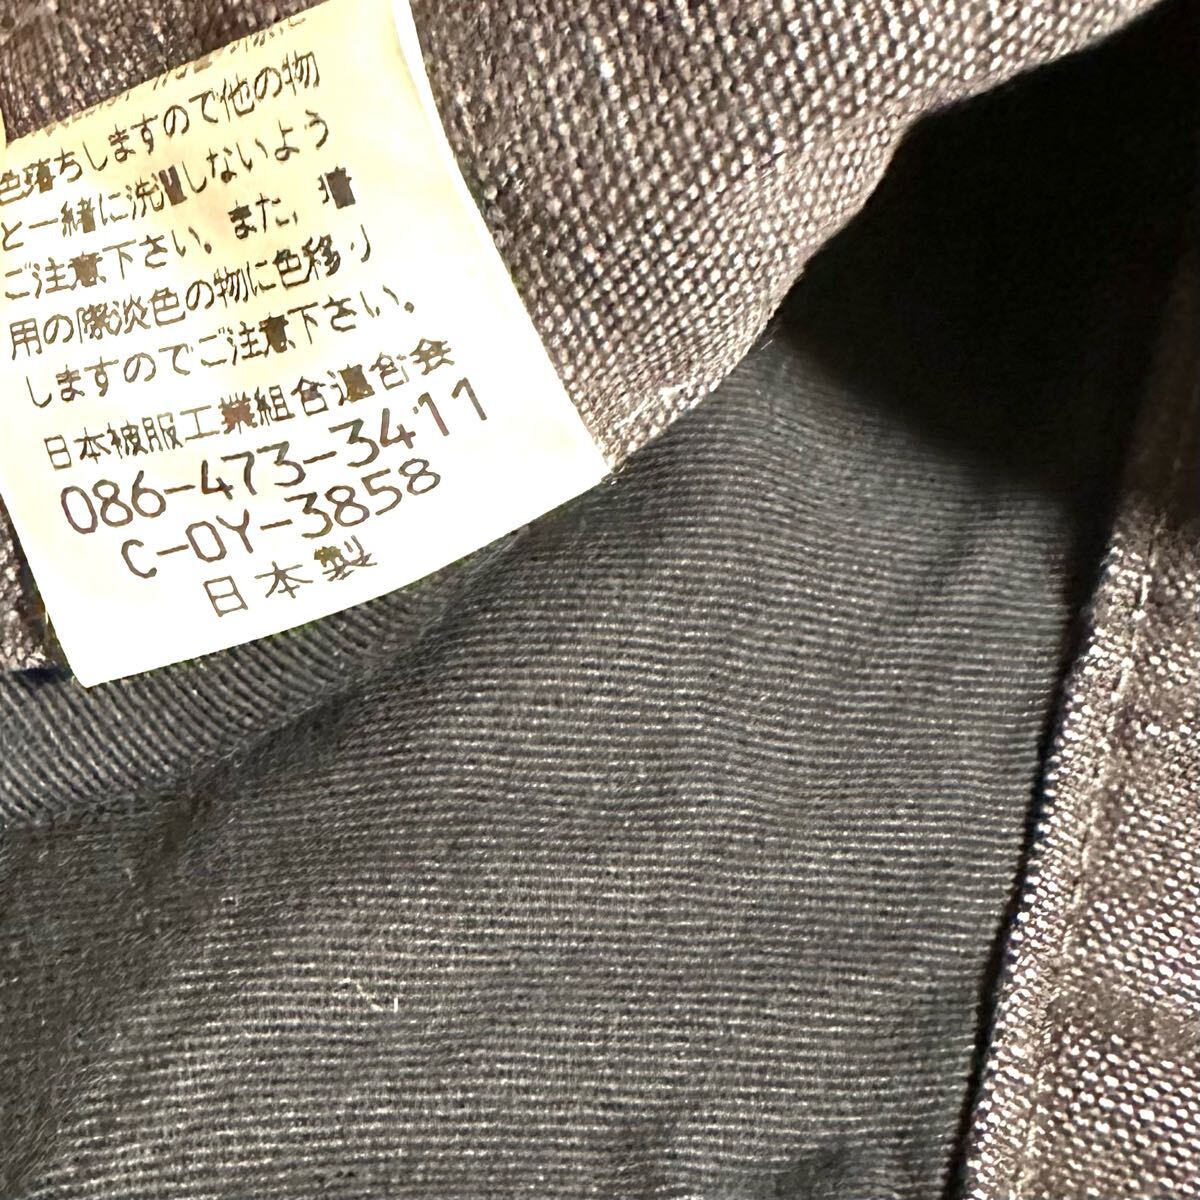 色落ちしますので他の物
と一緒に洗濯しないよう
ご注意下さい。また、着
用の際淡色の物に色移り
しますのでご注意下さい。
日本被服工業組合連合会
086-473-3411
C-OY-3858
日本製